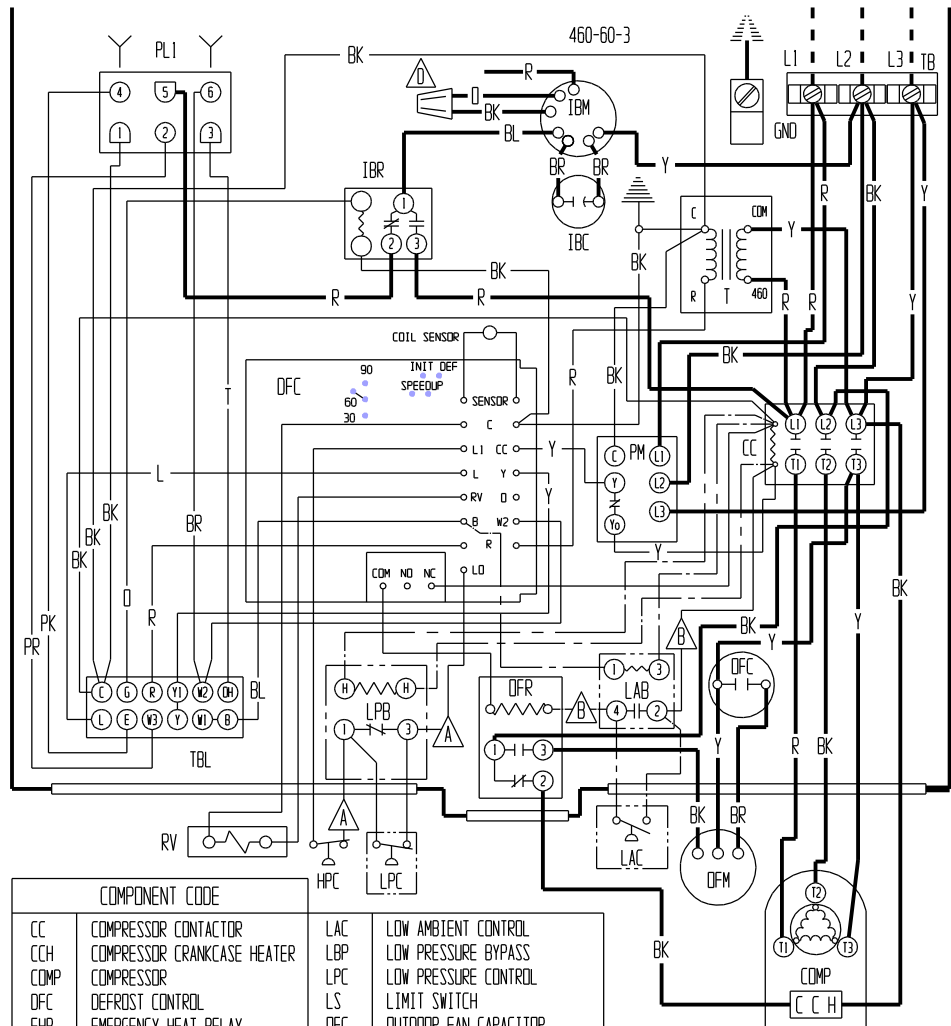 460-60-3
PL1
BK
L1 L2 L3 TB
D
R
4 5 6
O
BK
IBM
1 2 3
BL
GND
IBR
BR BR
Y
R BK Y
1
C COM
IBC
Y
2 3
BK
BK
R T 460
R R
R R
Y
COIL SENSOR
BK
90 INIT DEF
DFC SPEEDUP
60
30
R
BK
T
SENSOR
C
L1 CC
Y
L Y
L
Y
RV O
B W2
R
LO
C PM L1
Y L2
Yo L3
Y
CC
L1 L2 L3
T1 T2 T3
BK
BK
BR
BK
COM NO NC
O
R
PK
PR
BK
BK
Y
Y
B
OFC
C G R Y1 W2 OH
BL
L E W3 Y W1 B
TBL
H H
LPB
1 3
A
OFR
1 3
2
B
1 3
LAB
4 2
Y
R BK
BK BR
A
RV
HPC
LPC
LAC
OFM
BK
T2
T1 T3
COMP
CCH
COMPONENT CODE
CC COMPRESSOR CONTACTOR
CCH COMPRESSOR CRANKCASE HEATER
COMP COMPRESSOR
DFC DEFROST CONTROL
EHR EMERGENCY HEAT RELAY
LAC LOW AMBIENT CONTROL
LBP LOW PRESSURE BYPASS
LPC LOW PRESSURE CONTROL
LS LIMIT SWITCH
OFC OUTDOOR FAN CAPACITOR